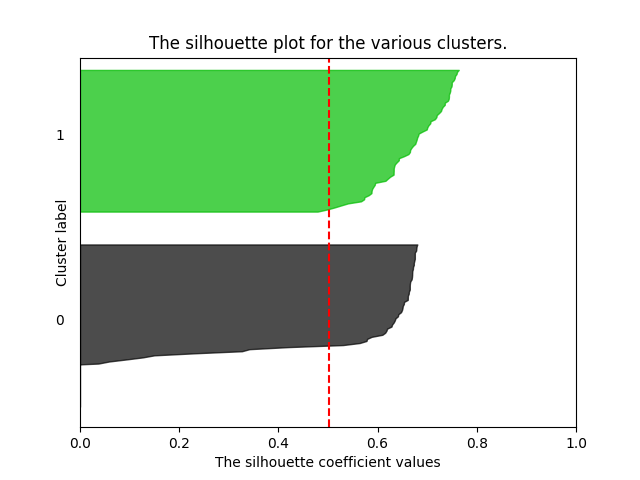 The silhouette plot for the various clusters.
1
0
Cluster label
0.0 0.2 0.4 0.6 0.8 1.0
The silhouette coefficient values